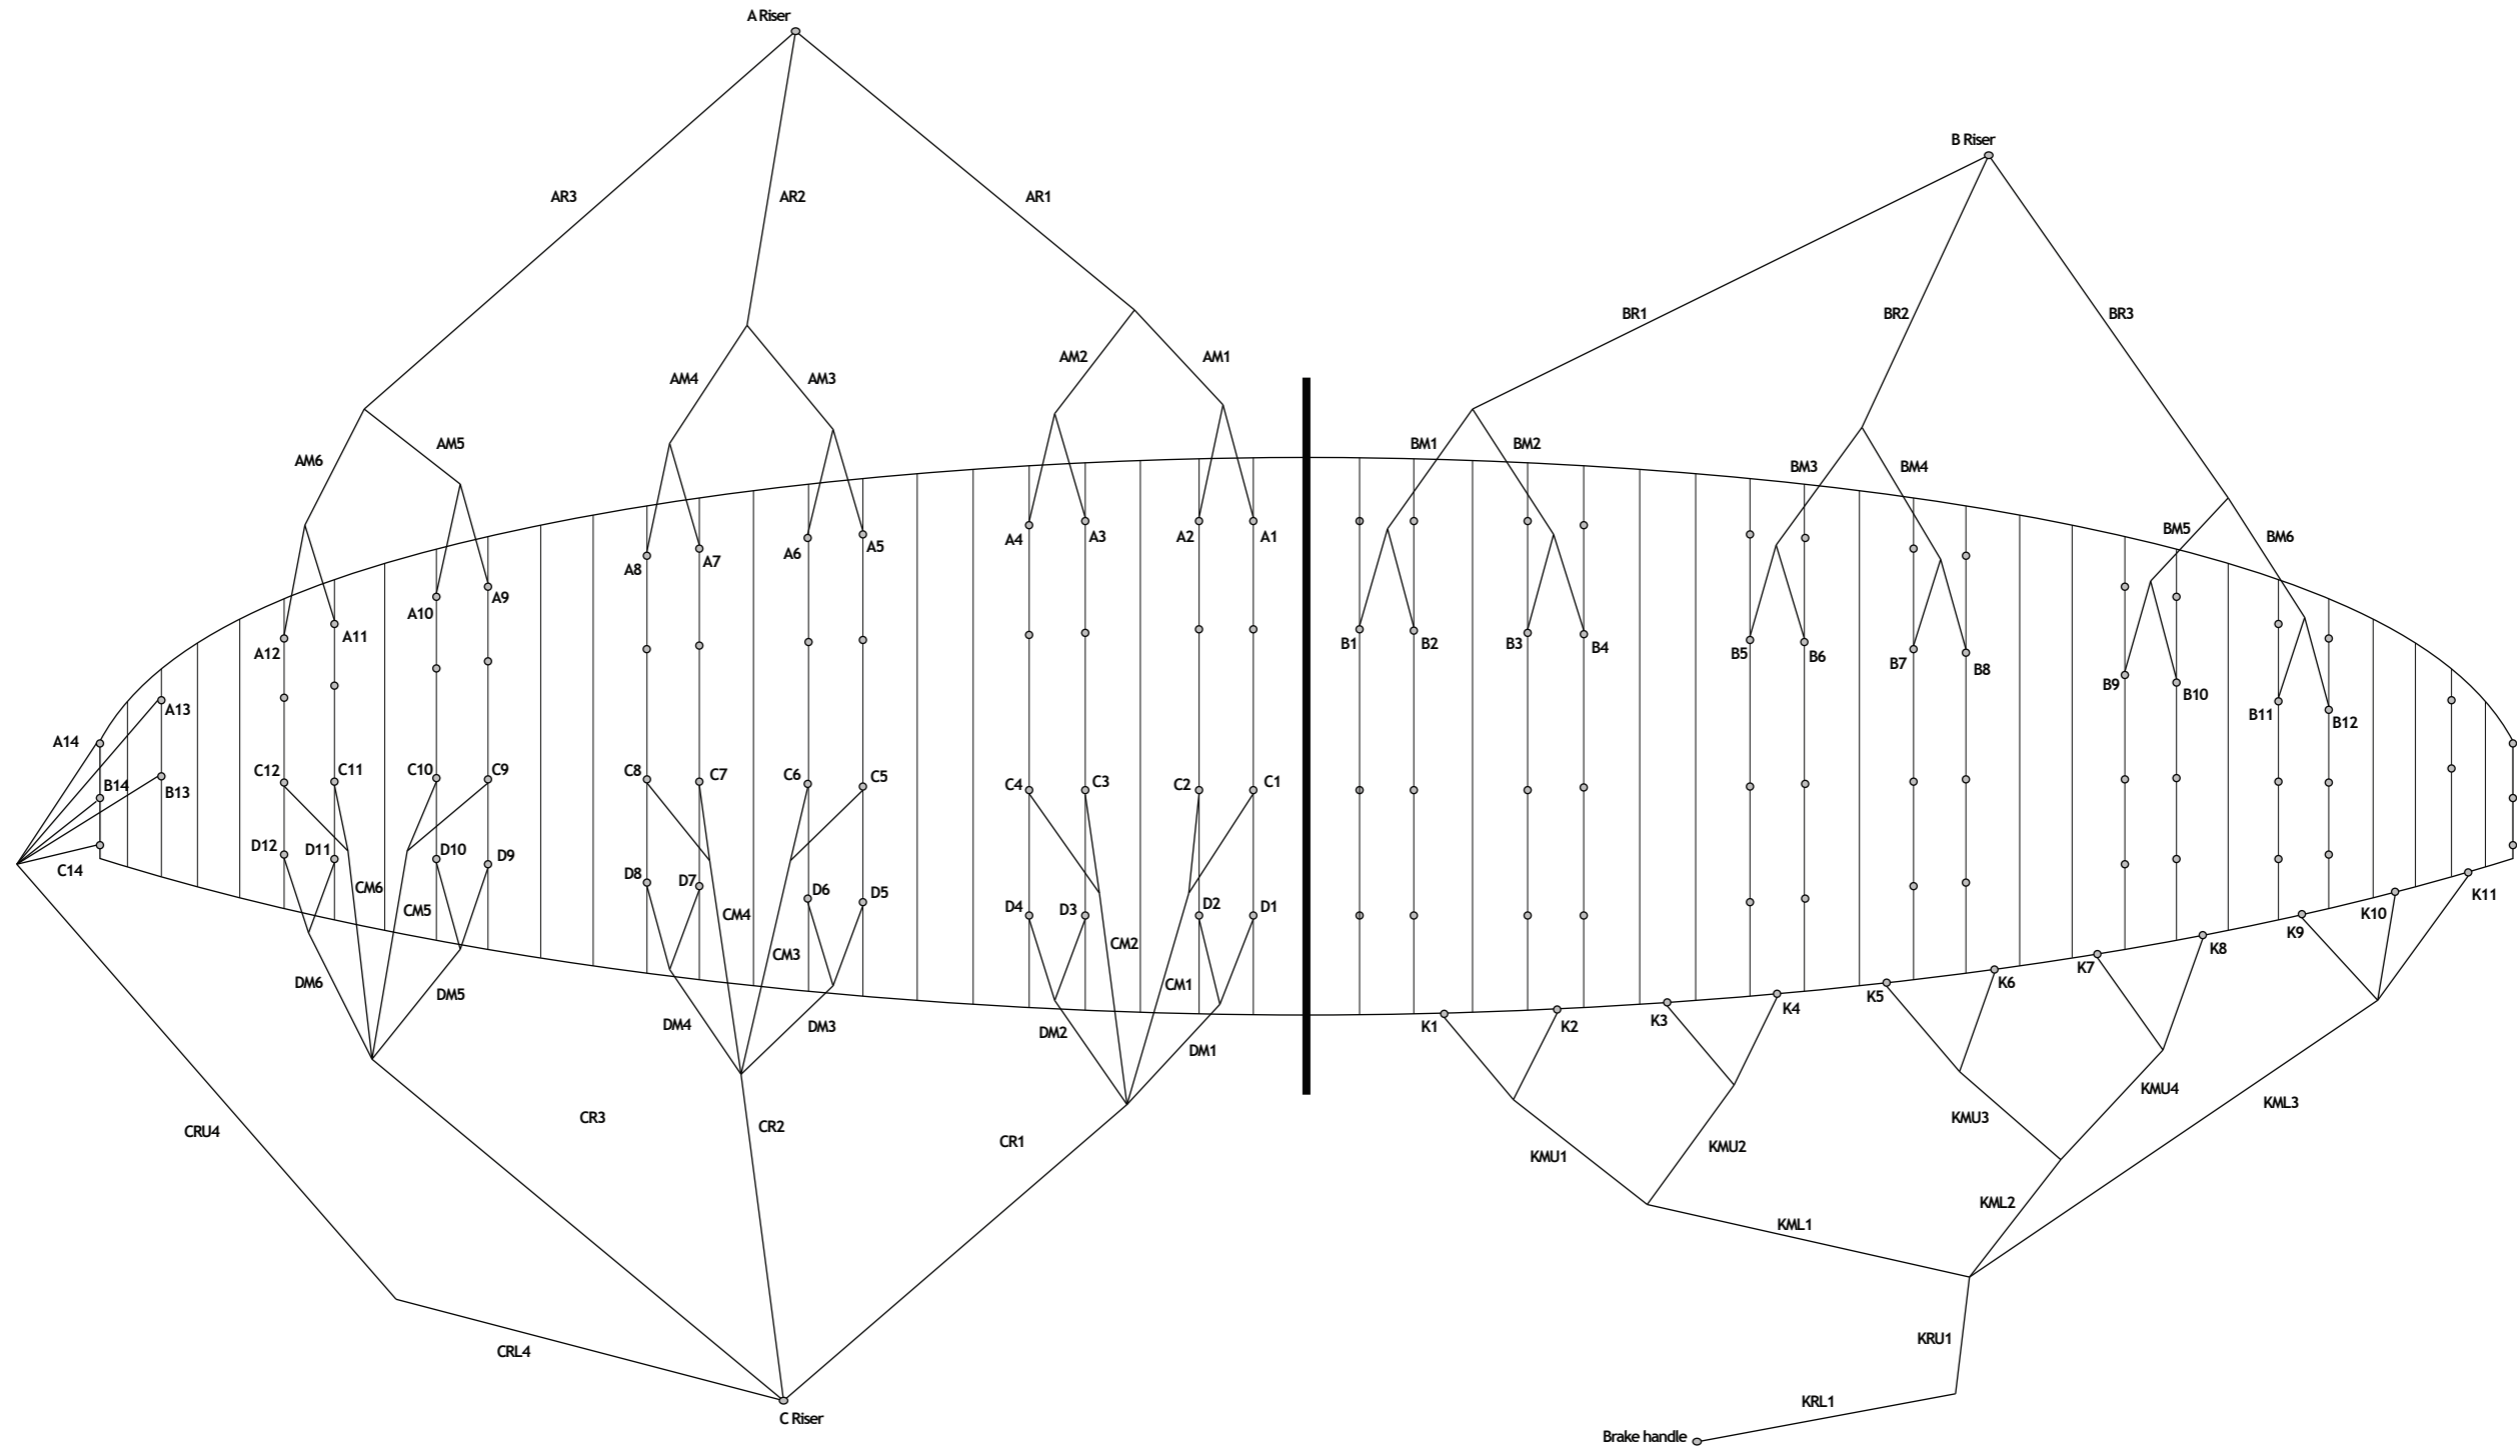 A Riser
B Riser
AR3
AR2
AR1
BR1
BR2
BR3
AM2
AM1
AM4
AM3
AM6
AM5
BM1
BM2
BM3
BM4
BM5
BM6
A4
A3
A2
A1
A8
A7
A6
A5
A10
A9
A12
A11
A13
A14
B1
B2
B3
B4
B5
B6
B7
B8
B9
B10
B11
B12
B14
B13
C12
C11
C10
C9
C8
C7
C6
C5
C4
C3
C2
C1
C14
D12
D11
D10
D9
D8
D7
D6
D5
D4
D3
D2
D1
CM6
CM5
CM4
CM3
CM2
CM1
DM6
DM5
DM4
DM3
DM2
DM1
K1
K2
K3
K4
K5
K6
K7
K8
K9
K10
K11
CRU4
CR3
CR2
CR1
KMU1
KMU2
KMU3
KMU4
KML3
KML1
KML2
CRL4
KRU1
KRL1
C Riser
Brake handle